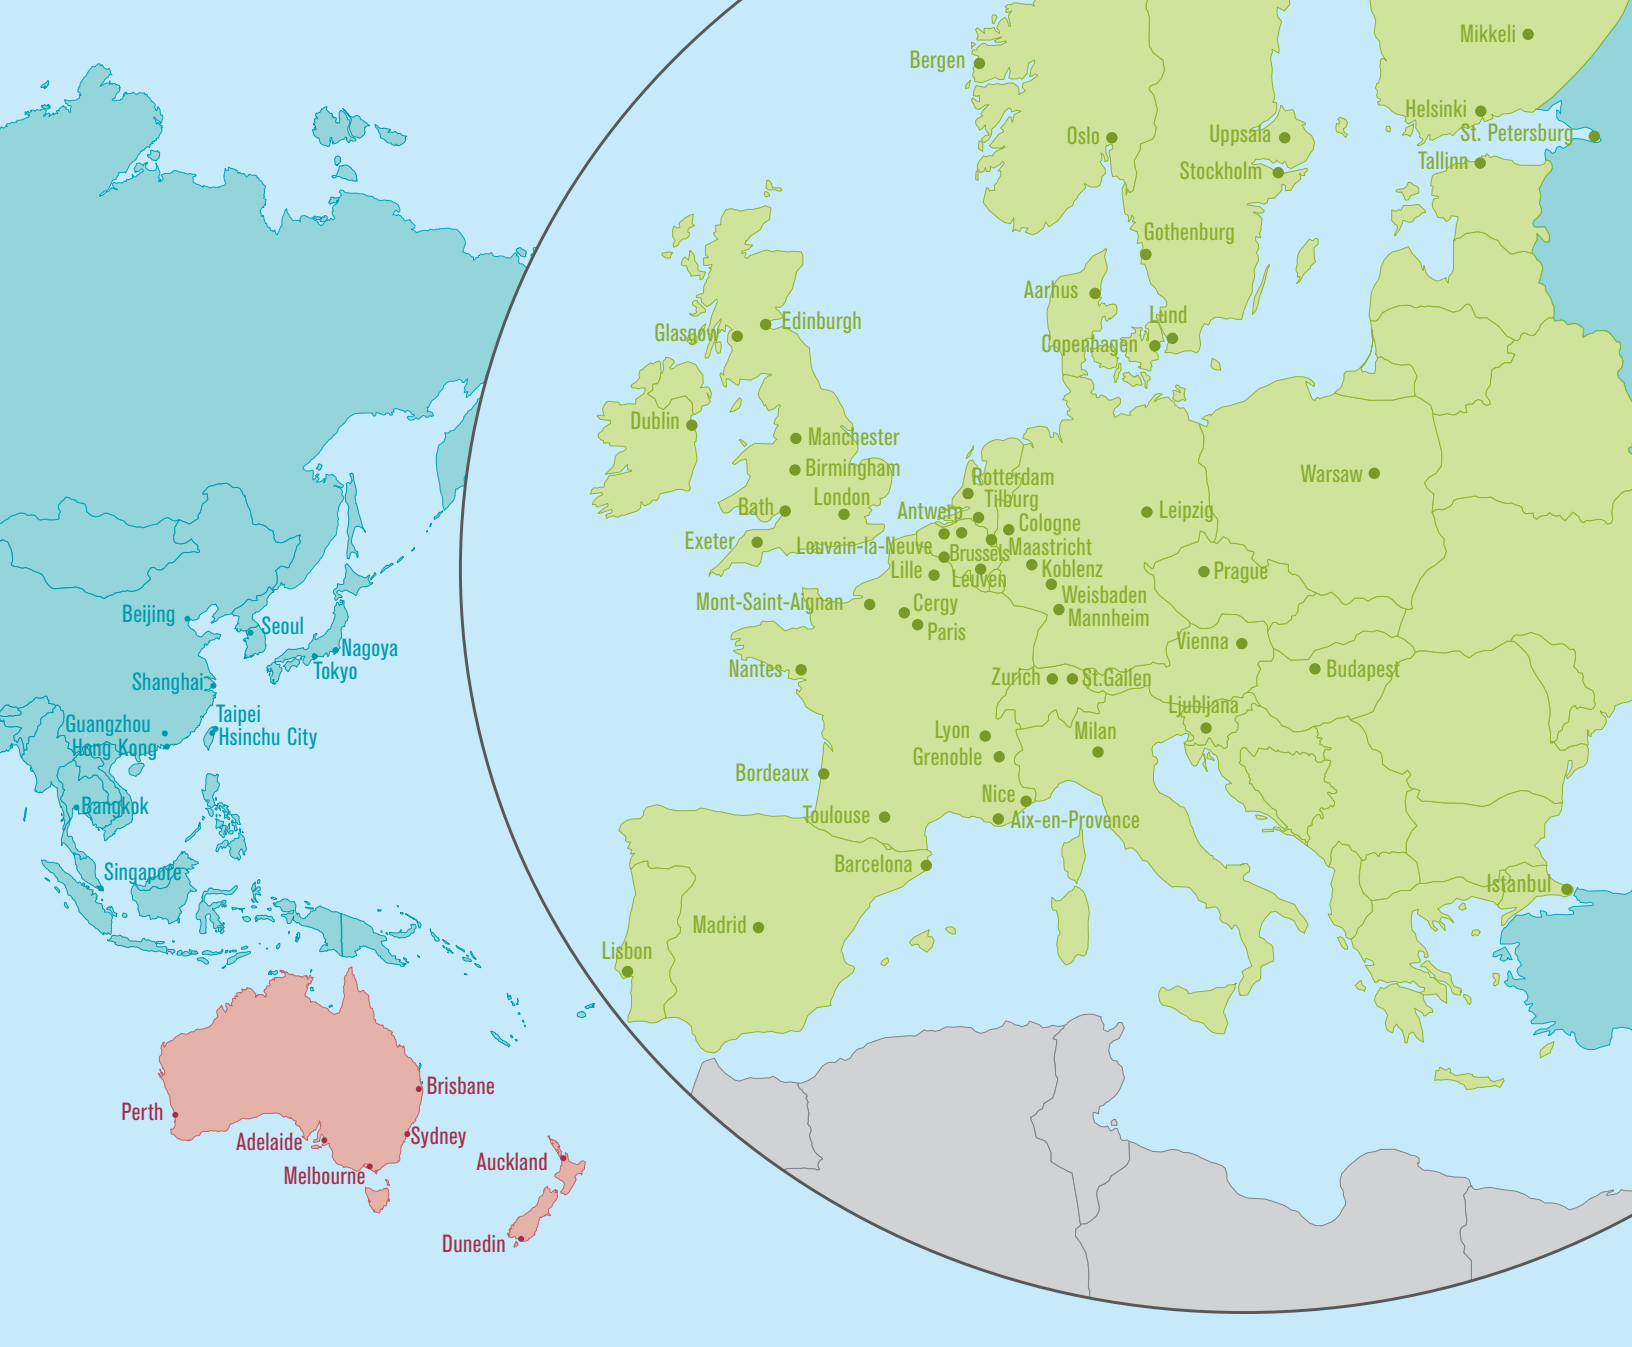 Mikkeli
Bergen
Helsinki
Oslo
Uppsala
St. Petersburg
Tallinn
Stockholm
Gothenburg
Aarhus
Lund
Edinburgh
Glasgow
Copenhagen
Dublin
Manchester
Birmingham
Rotterdam
Warsaw
London
Tilburg
Bath
Antwerp
Leipzig
Cologne
Exeter
Louvain-la-Neuve
Brussels
Maastricht
Lille
Leuven
Koblenz
Prague
Weisbaden
Mont-Saint-Aignan
Cergy
Mannheim
Paris
Vienna
Nantes
Budapest
Zurich
St.Gallen
Ljubljana
Lyon
Milan
Grenoble
Bordeaux
Nice
Toulouse
Aix-en-Provence
Barcelona
Istanbul
Madrid
Lisbon
Beijing
Seoul
Nagoya
Tokyo
Shanghai
Taipei
Guangzhou
Hsinchu City
Hong Kong
Bangkok
Singapore
Brisbane
Perth
Sydney
Adelaide
Auckland
Melbourne
Dunedin